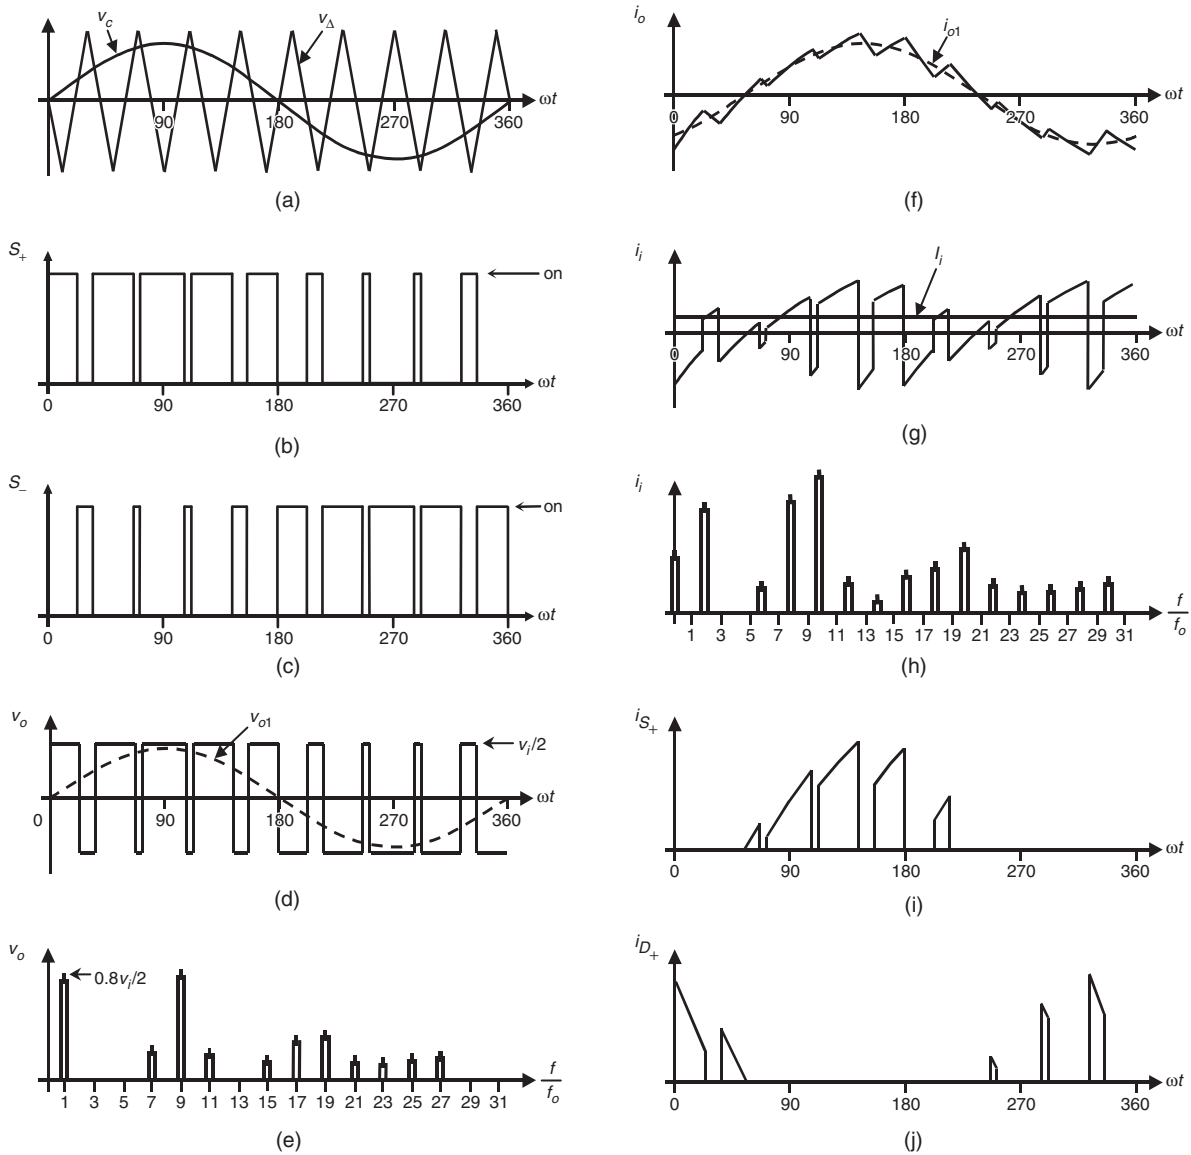 v_c
v_Δ
ωt
90
180
270
360
(a)
S_+
on
ωt
0
90
180
270
360
(b)
S_−
on
ωt
0
90
180
270
360
(c)
v_o
v_o1
v_i/2
ωt
0
90
180
270
360
(d)
v_o
0.8v_i/2
f
f_o
1 3 5 7 9 11 13 15 17 19 21 23 25 27 29 31
(e)
i_o
i_o1
ωt
0
90
180
270
360
(f)
i_i
I_i
ωt
0
90
180
270
360
(g)
i_i
f
f_o
1 3 5 7 9 11 13 15 17 19 21 23 25 27 29 31
(h)
i_S+
ωt
0
90
180
270
360
(i)
i_D+
ωt
0
90
180
270
360
(j)